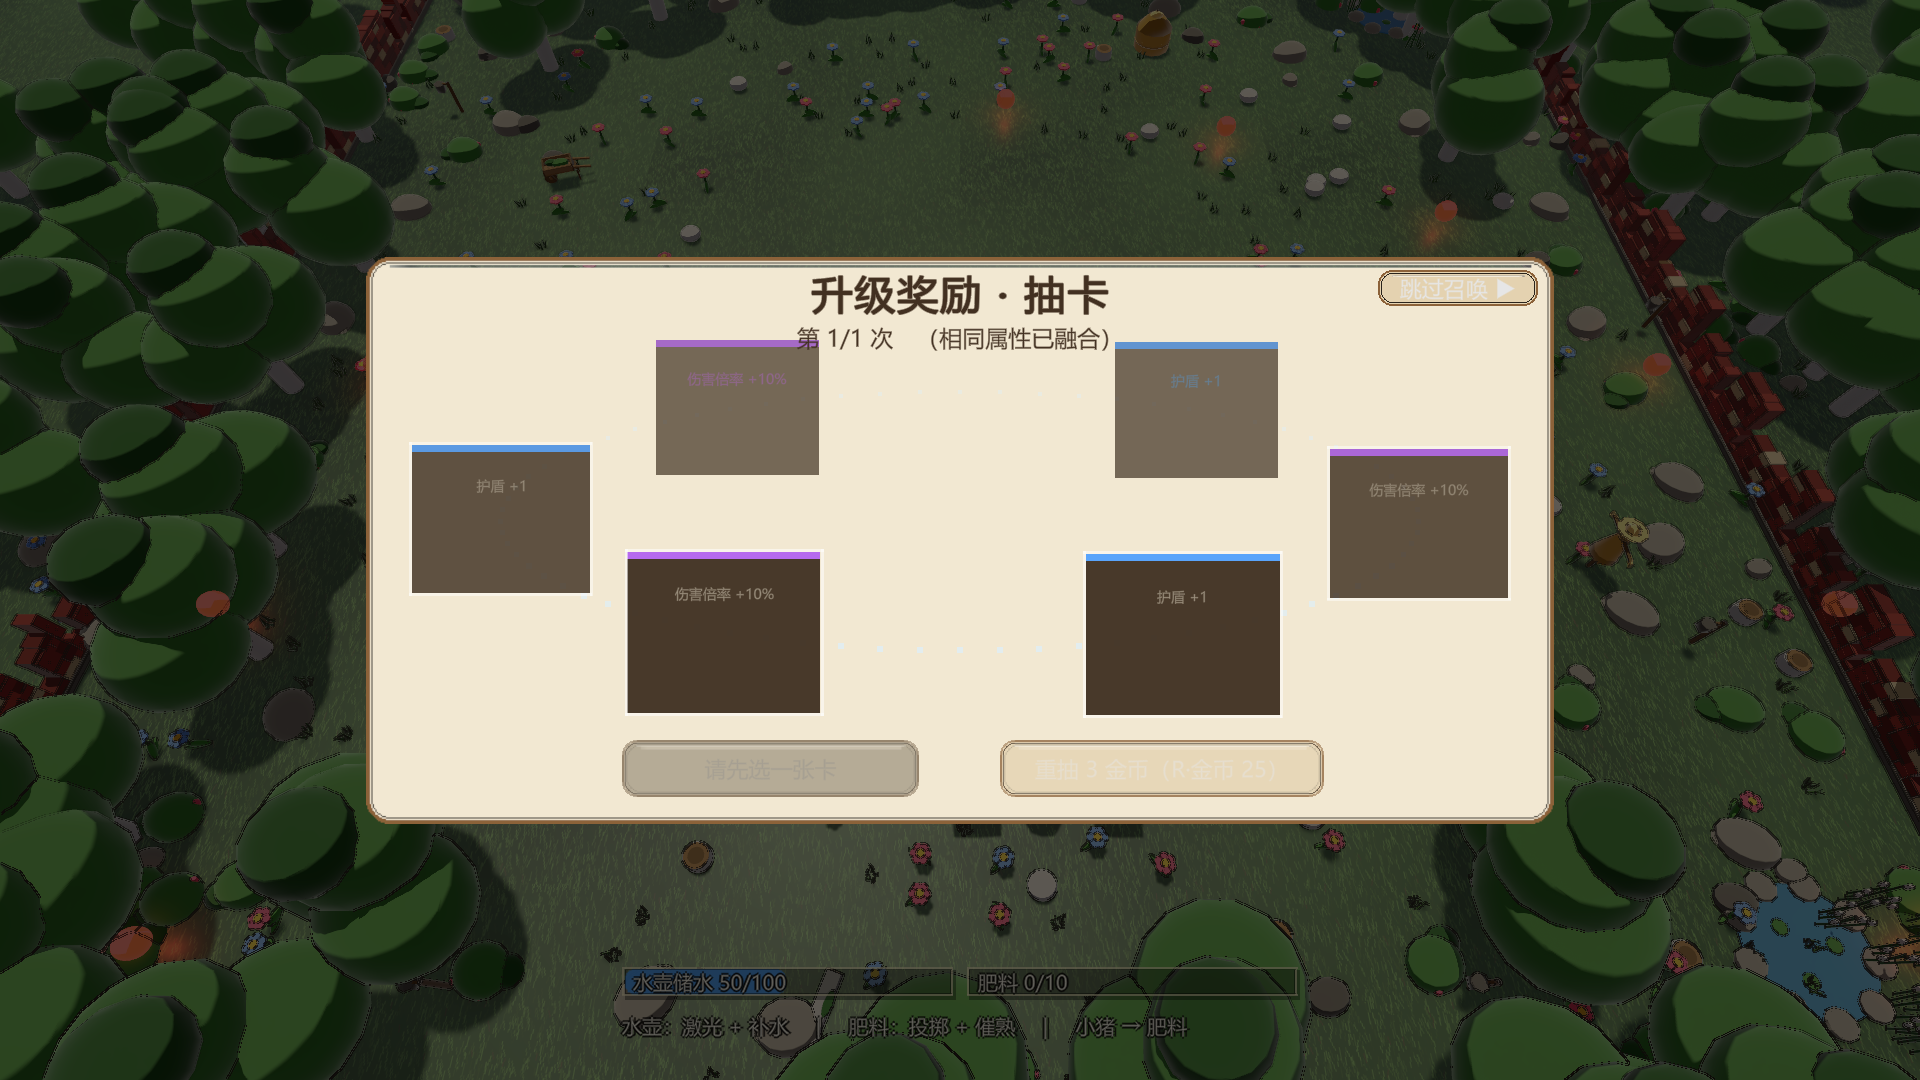 升级奖励 · 抽卡
跳过召唤 ▶
第 1/1 次 （相同属性已融合）
伤害倍率 +10%
护盾 +1
护盾 +1
伤害倍率 +10%
伤害倍率 +10%
护盾 +1
请先选一张卡
重抽 3 金币（R·金币 25）
水壶储水 50/100
肥料 0/10
水壶：激光 + 补水 | 肥料：投掷 + 催熟 | 小猪 → 肥料